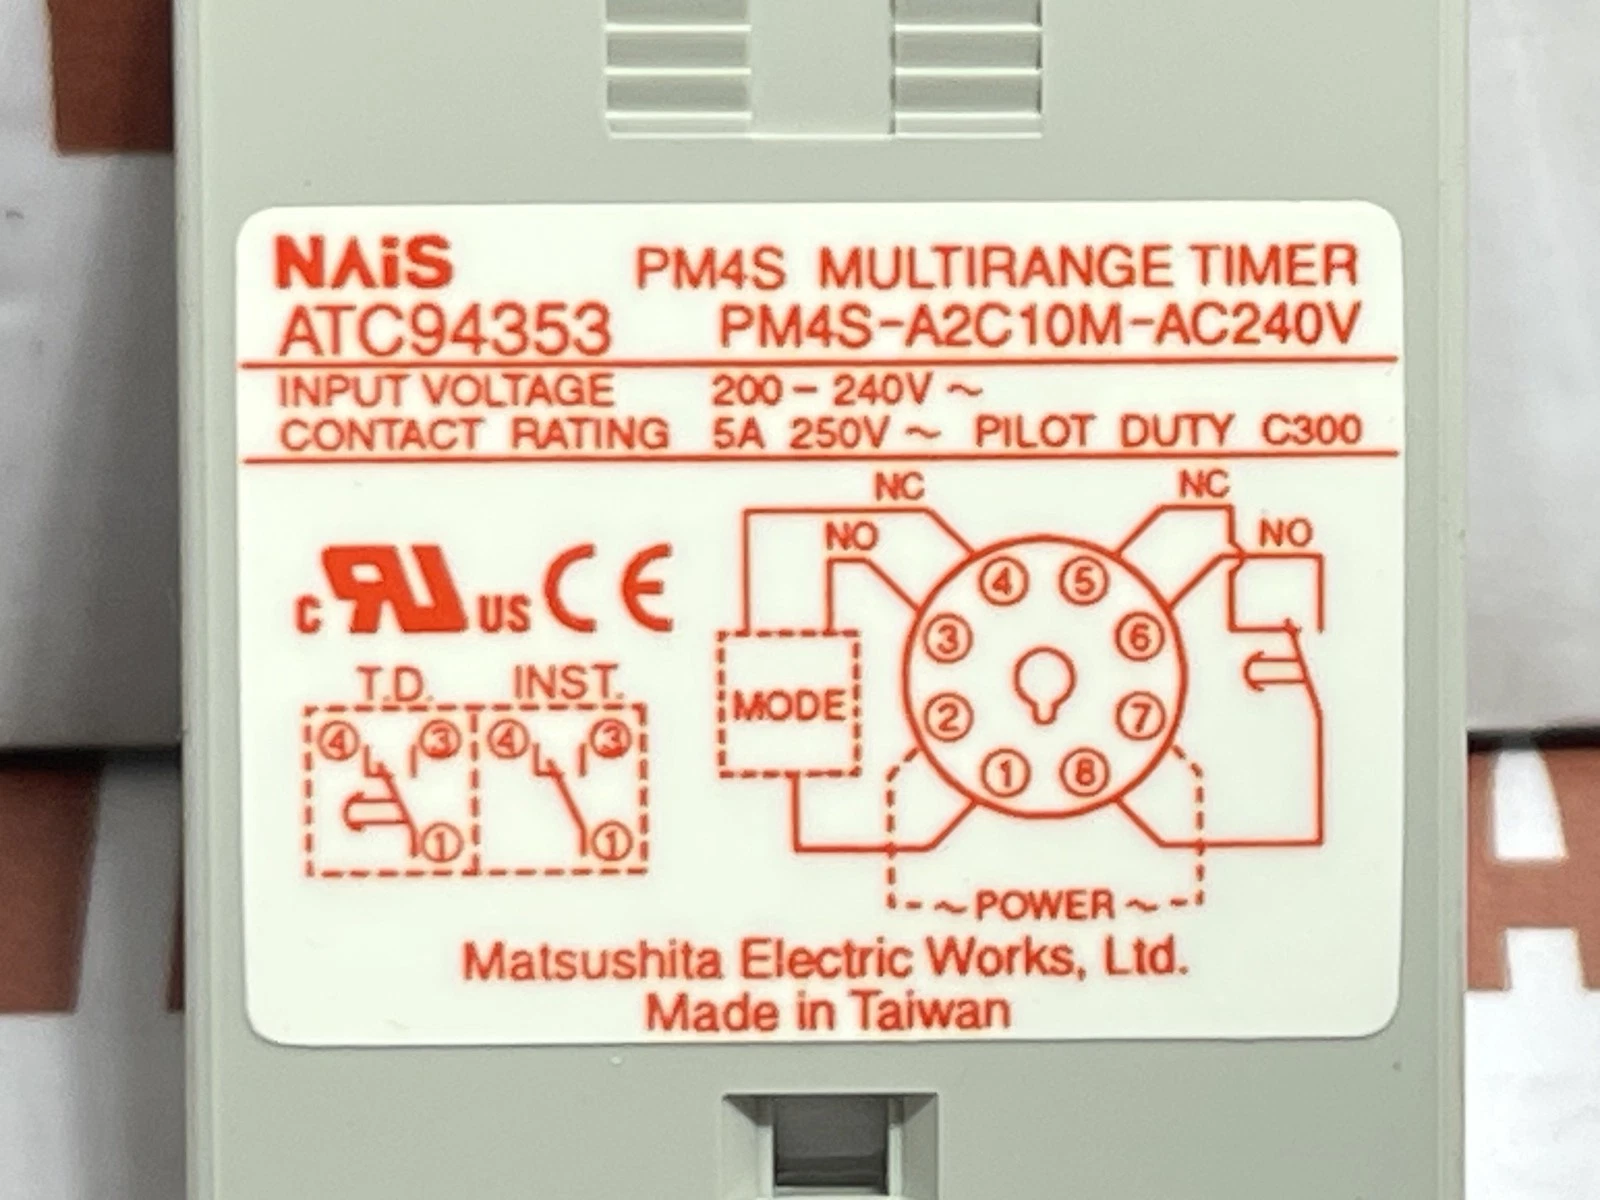 NAiS PM4S MULTIRANGE TIMER
ATC94353 PM4S-A2C10M-AC240V
INPUT VOLTAGE 200-240V ~
CONTACT RATING 5A 250V ~ PILOT DUTY C300
NC NC
NO NO
c RU US CE
④ ⑤
③ ⑥
T.D. INST.
MODE
② ⑦
④ ③ ④ ③
① ⑧
① ①
~POWER~
Matsushita Electric Works, Ltd.
Made in Taiwan